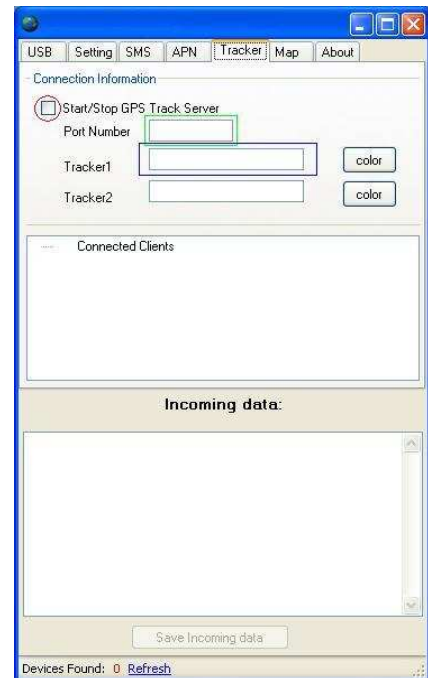 USB Setting SMS APN Tracker Map About
Connection Information
Start/Stop GPS Track Server
Port Number
Tracker1 color
Tracker2 color
Connected Clients
Incoming data:
Save Incoming data
Devices Found: 0 Refresh